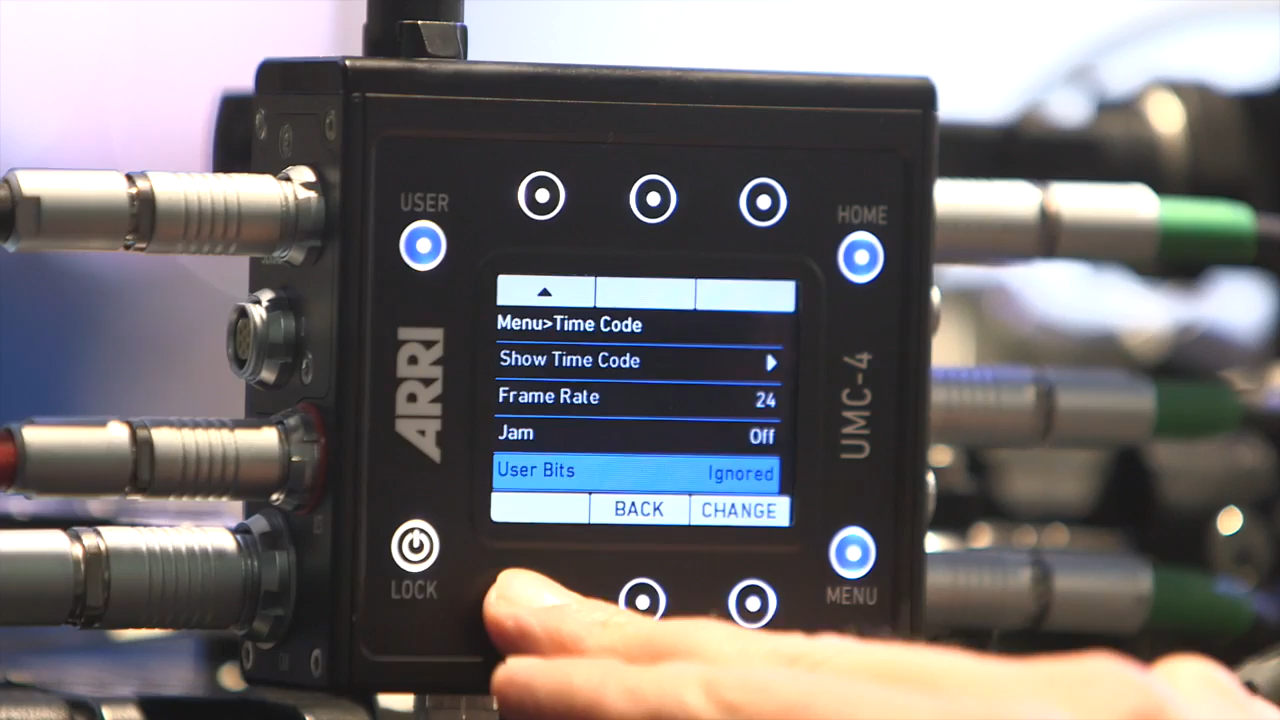 USER
HOME
ARRI
UMC-4
Menu>Time Code
Show Time Code
Frame Rate 24
Jam Off
User Bits Ignored
BACK CHANGE
LOCK
MENU